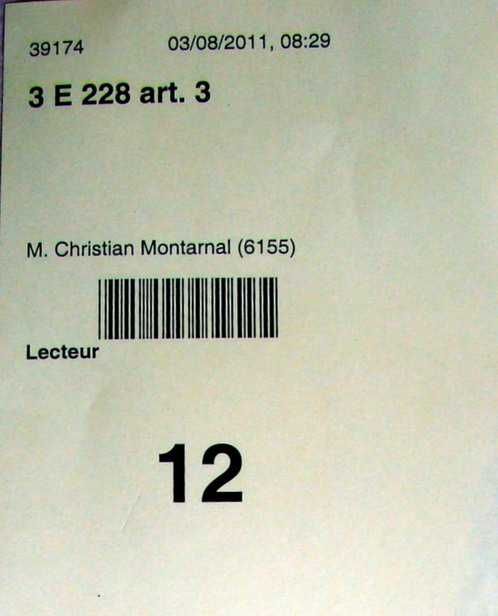 39174 03/08/2011, 08:29
3 E 228 art. 3
M. Christian Montarnal (6155)
Lecteur
12